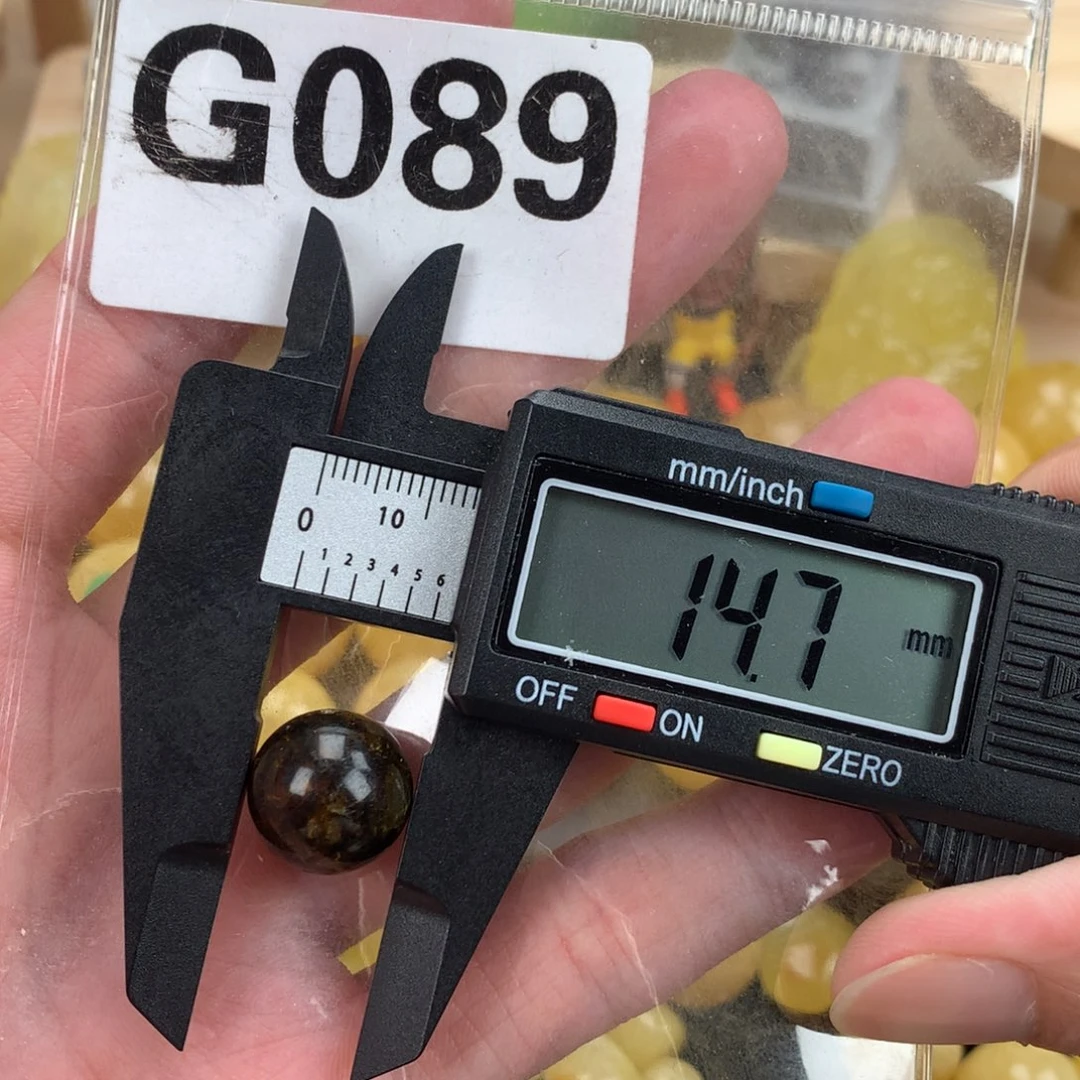 G089
mm/inch
0 10
1 2 3 4 5 6
14.7 mm
OFF ON ZERO